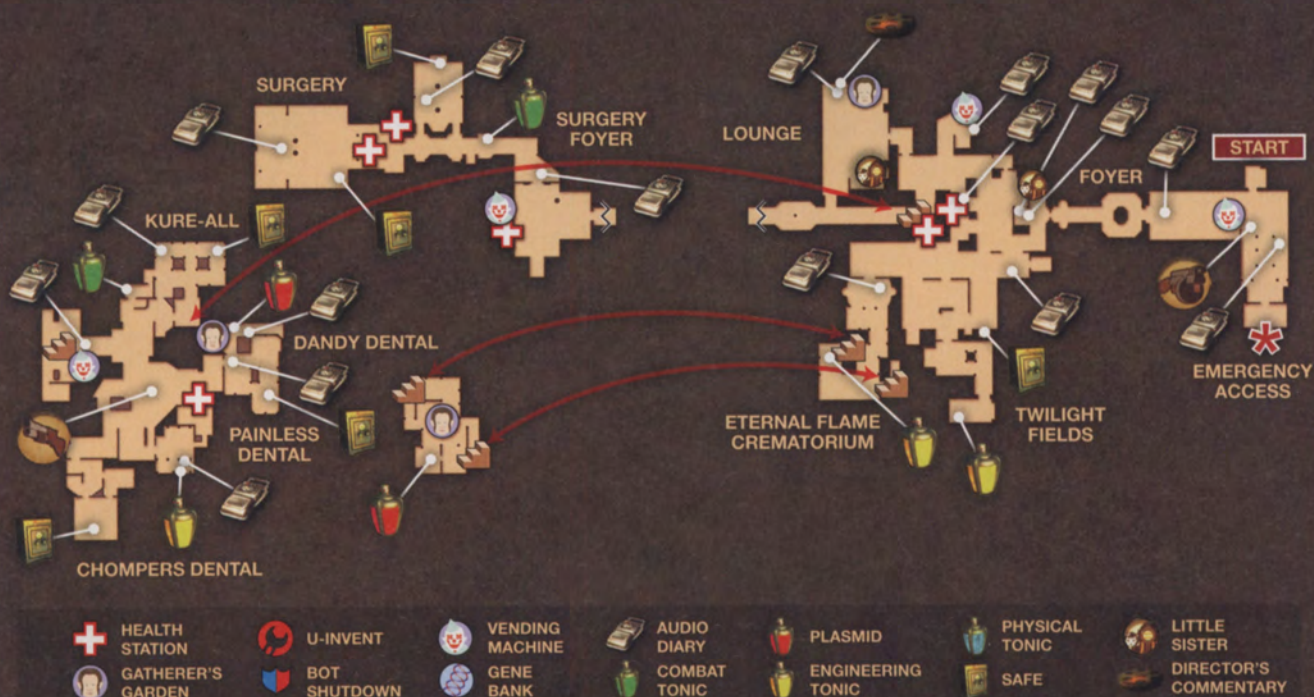 SURGERY
SURGERY
FOYER
LOUNGE
FOYER
START
KURE-ALL
DANDY DENTAL
EMERGENCY
ACCESS
PAINLESS
DENTAL
ETERNAL FLAME
CREMATORIUM
TWILIGHT
FIELDS
CHOMPERS DENTAL
HEALTH
STATION
U-INVENT
VENDING
MACHINE
AUDIO
DIARY
PLASMID
PHYSICAL
TONIC
LITTLE
SISTER
GATHERER'S
GARDEN
BOT
SHUTDOWN
GENE
BANK
COMBAT
TONIC
ENGINEERING
TONIC
SAFE
DIRECTOR'S
COMMENTARY